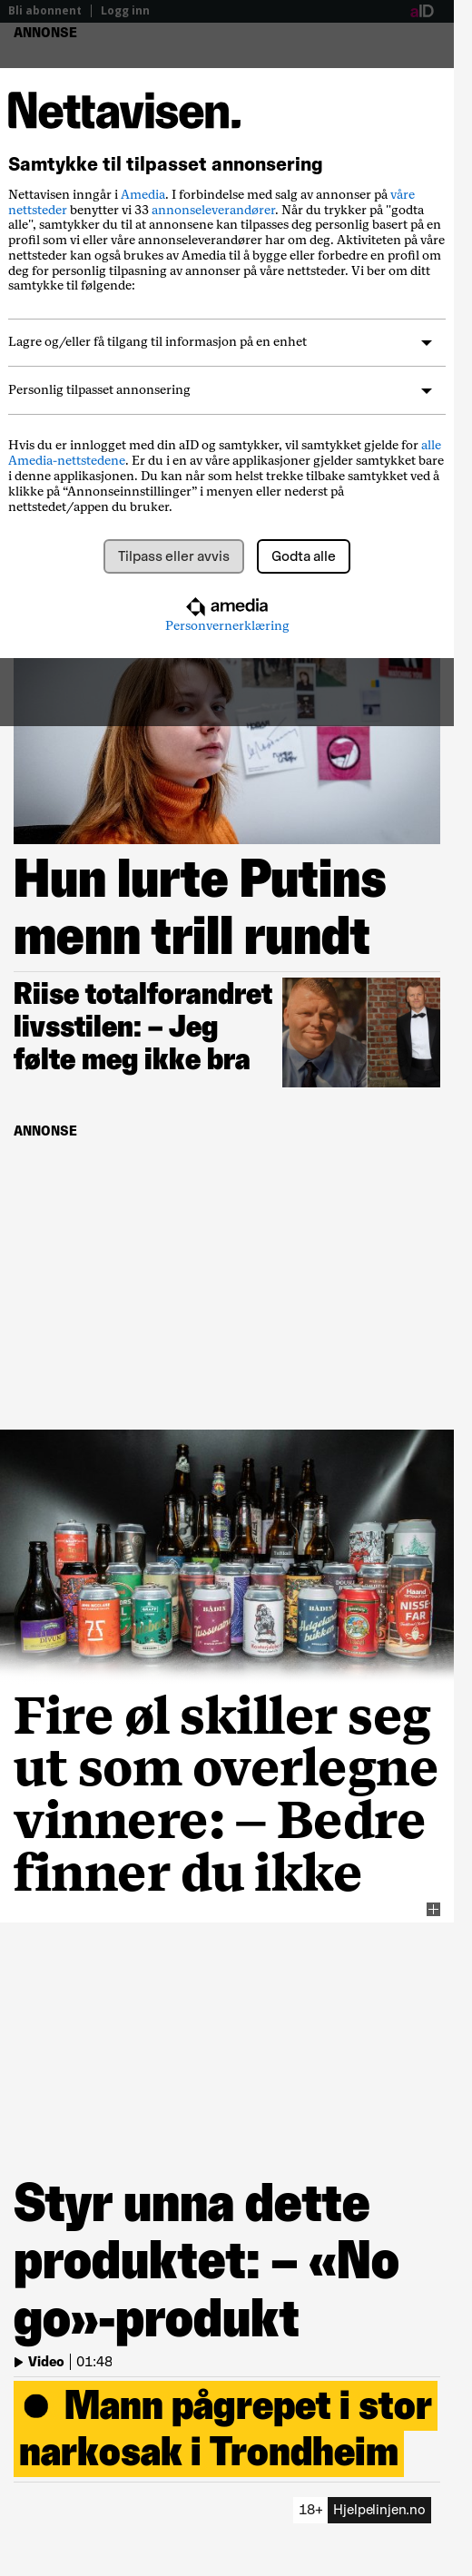 Bli abonnent | Logg inn aID
ANNONSE
Nettavisen.
Samtykke til tilpasset annonsering
Nettavisen inngår i Amedia. I forbindelse med salg av annonser på våre
nettsteder benytter vi 33 annonseleverandører. Når du trykker på "godta
alle", samtykker du til at annonsene kan tilpasses deg personlig basert på en
profil som vi eller våre annonseleverandører har om deg. Aktiviteten på våre
nettsteder kan også brukes av Amedia til å bygge eller forbedre en profil om
deg for personlig tilpasning av annonser på våre nettsteder. Vi ber om ditt
samtykke til følgende:
Lagre og/eller få tilgang til informasjon på en enhet
Personlig tilpasset annonsering
Hvis du er innlogget med din aID og samtykker, vil samtykket gjelde for alle
Amedia-nettstedene. Er du i en av våre applikasjoner gjelder samtykket bare
i denne applikasjonen. Du kan når som helst trekke tilbake samtykket ved å
klikke på “Annonseinnstillinger” i menyen eller nederst på
nettstedet/appen du bruker.
Tilpass eller avvis Godta alle
amedia
Personvernerklæring
Hun lurte Putins
menn trill rundt
Riise totalforandret
livsstilen: – Jeg
følte meg ikke bra
ANNONSE
NISSE-
FAR
Fire øl skiller seg
ut som overlegne
vinnere: – Bedre
finner du ikke
Styr unna dette
produktet: – «No
go»-produkt
Video | 01:48
● Mann pågrepet i stor
narkosak i Trondheim
18+ Hjelpelinjen.no